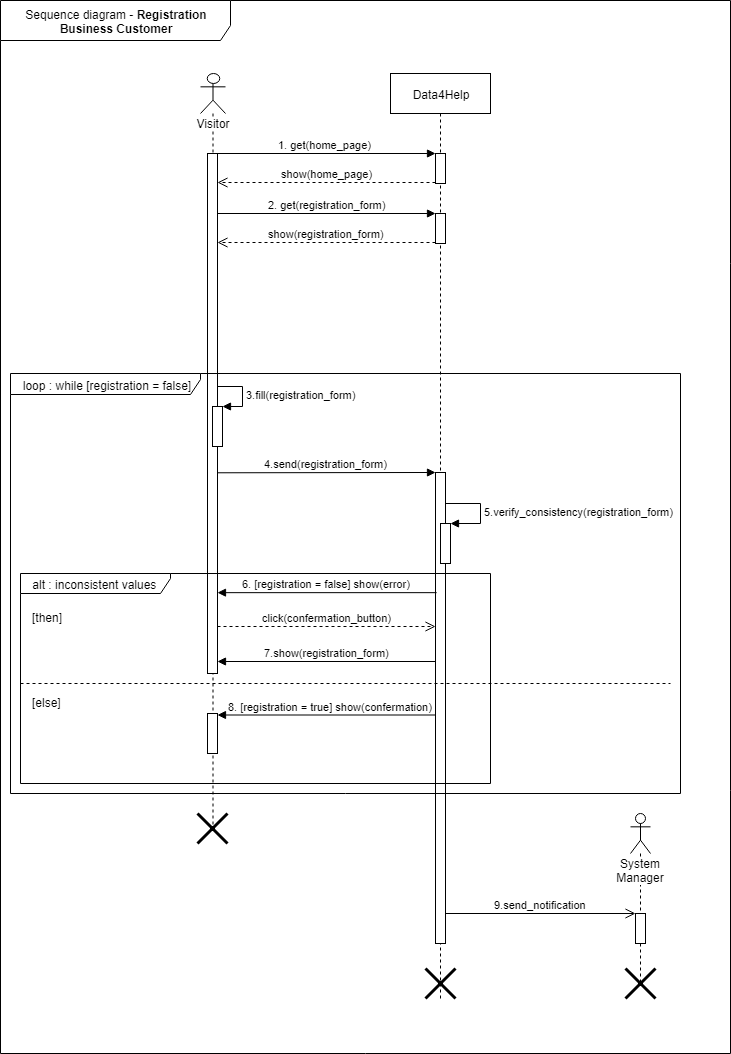 Sequence diagram - Registration
Business Customer
Visitor
Data4Help
1. get(home_page)
show(home_page)
2. get(registration_form)
show(registration_form)
loop : while [registration = false]
3.fill(registration_form)
4.send(registration_form)
5.verify_consistency(registration_form)
alt : inconsistent values
6. [registration = false] show(error)
[then]
click(confermation_button)
7.show(registration_form)
[else]
8. [registration = true] show(confermation)
System
Manager
9.send_notification